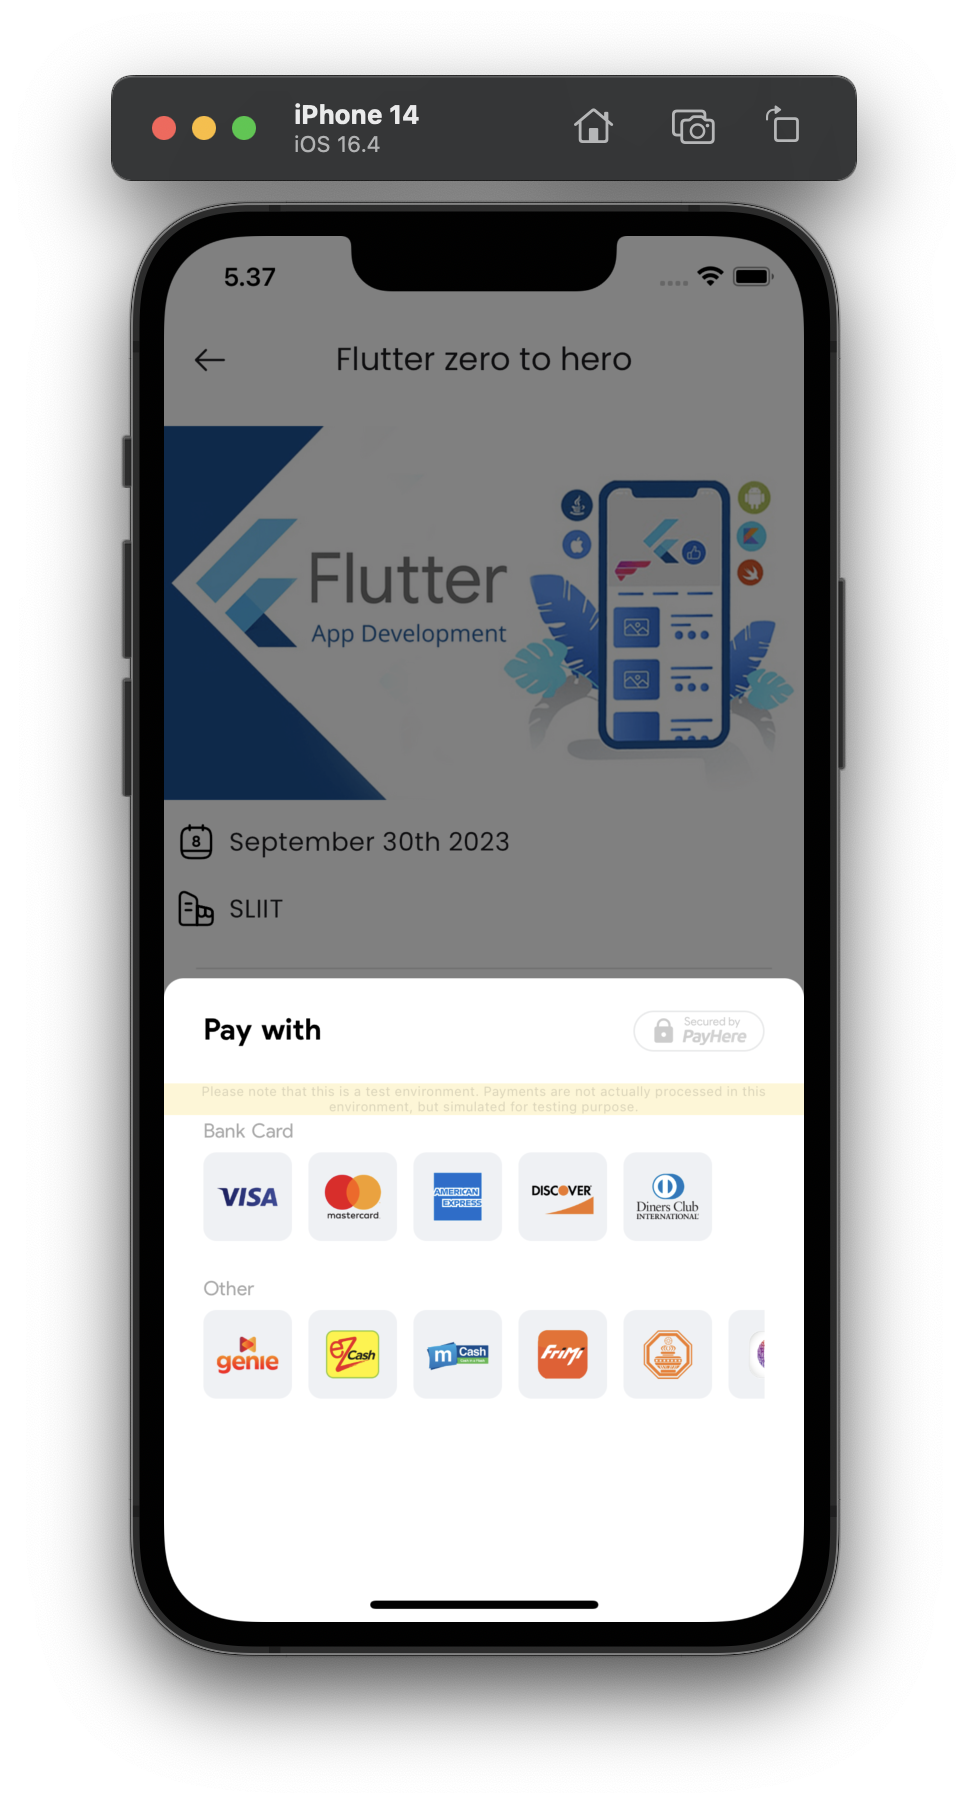 iPhone 14
iOS 16.4
5.37
Flutter zero to hero
Flutter
App Development
8
September 30th 2023
SLIIT
Pay with
Secured by
PayHere
Please note that this is a test environment. Payments are not actually processed in this
environment, but simulated for testing purpose.
Bank Card
VISA
mastercard
AMERICAN
EXPRESS
DISCOVER
Diners Club
INTERNATIONAL
Other
genie
eZ Cash
m Cash
FriMi